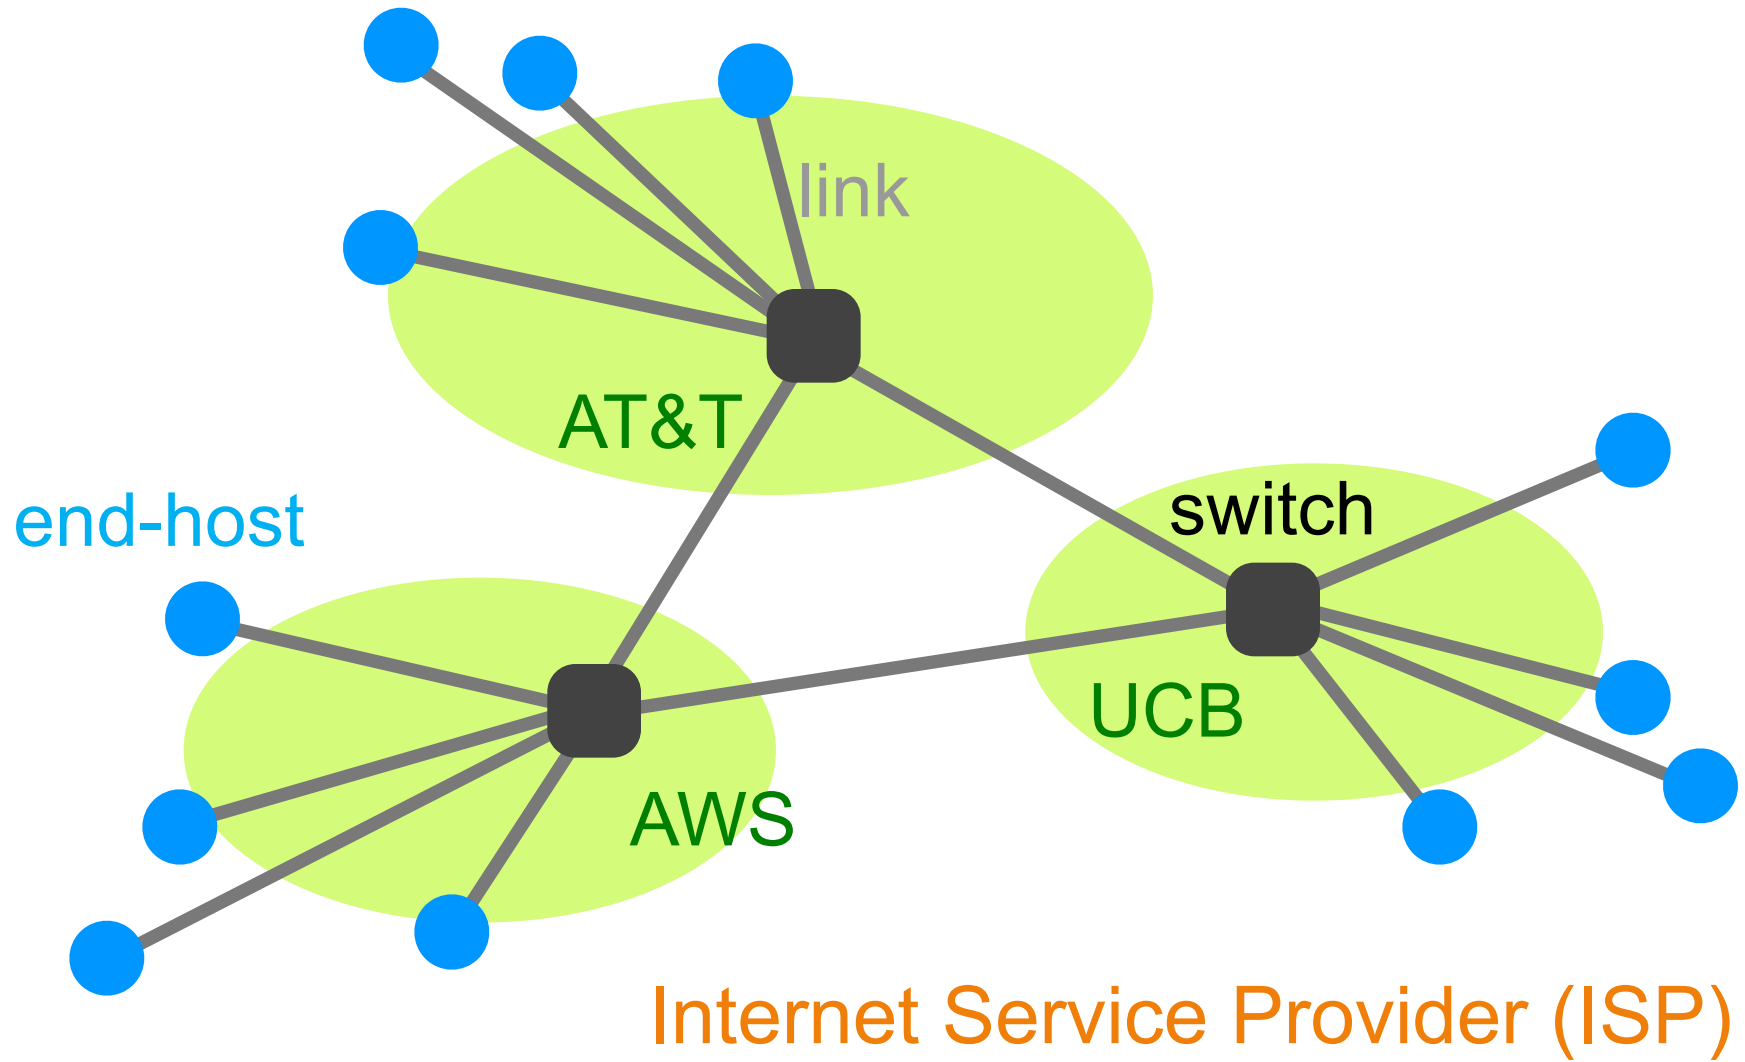 link
AT&T
end-host
switch
UCB
AWS
Internet Service Provider (ISP)